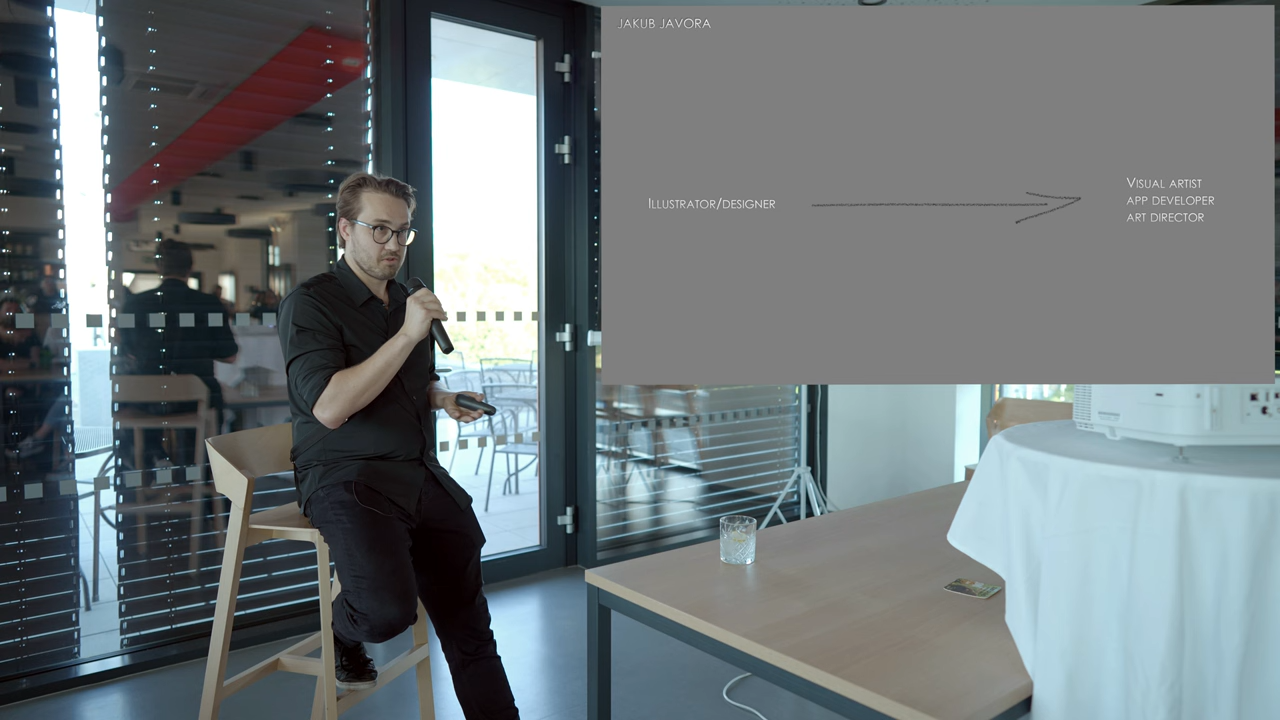 JAKUB JAVORA
ILLUSTRATOR/DESIGNER
VISUAL ARTIST
APP DEVELOPER
ART DIRECTOR